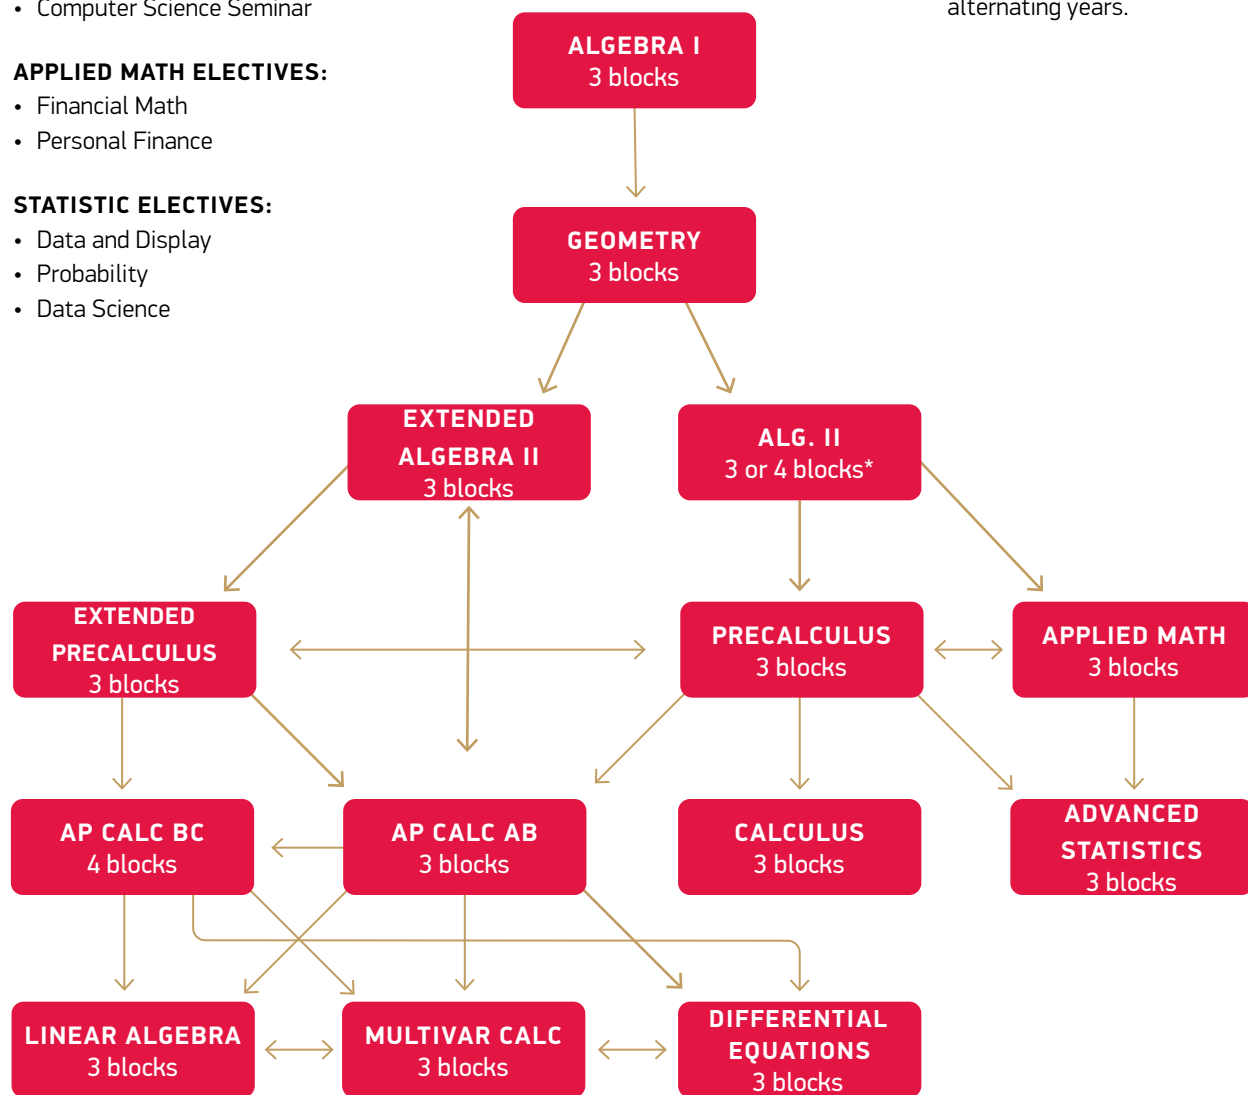 • Computer Science Seminar
APPLIED MATH ELECTIVES:
• Financial Math
• Personal Finance
STATISTIC ELECTIVES:
• Data and Display
• Probability
• Data Science
alternating years.
ALGEBRA I
3 blocks
GEOMETRY
3 blocks
EXTENDED
ALGEBRA II
3 blocks
ALG. II
3 or 4 blocks*
EXTENDED
PRECALCULUS
3 blocks
PRECALCULUS
3 blocks
APPLIED MATH
3 blocks
AP CALC BC
4 blocks
AP CALC AB
3 blocks
CALCULUS
3 blocks
ADVANCED
STATISTICS
3 blocks
LINEAR ALGEBRA
3 blocks
MULTIVAR CALC
3 blocks
DIFFERENTIAL
EQUATIONS
3 blocks